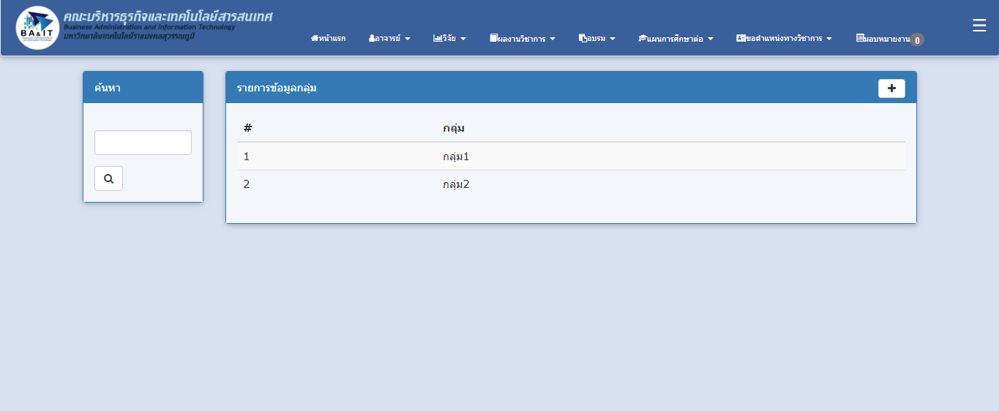 คณะบริหารธุรกิจและเทคโนโลยีสารสนเทศ
Business Administration and Information Technology
มหาวิทยาลัยเทคโนโลยีราชมงคลสุวรรณภูมิ
BA&IT
หน้าแรก อาจารย์ วิจัย ผลงานวิชาการ อบรม แผนการศึกษาต่อ ขอตำแหน่งทางวิชาการ มอบหมายงาน 0
ค้นหา
รายการข้อมูลกลุ่ม
# กลุ่ม
1 กลุ่ม1
2 กลุ่ม2